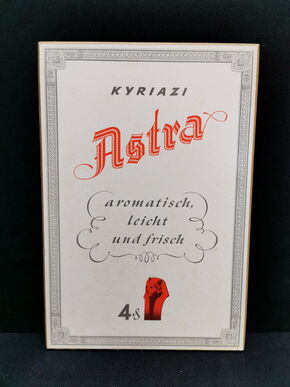 KYRIAZI
Astra
aromatisch,
leicht
und frisch
4₰